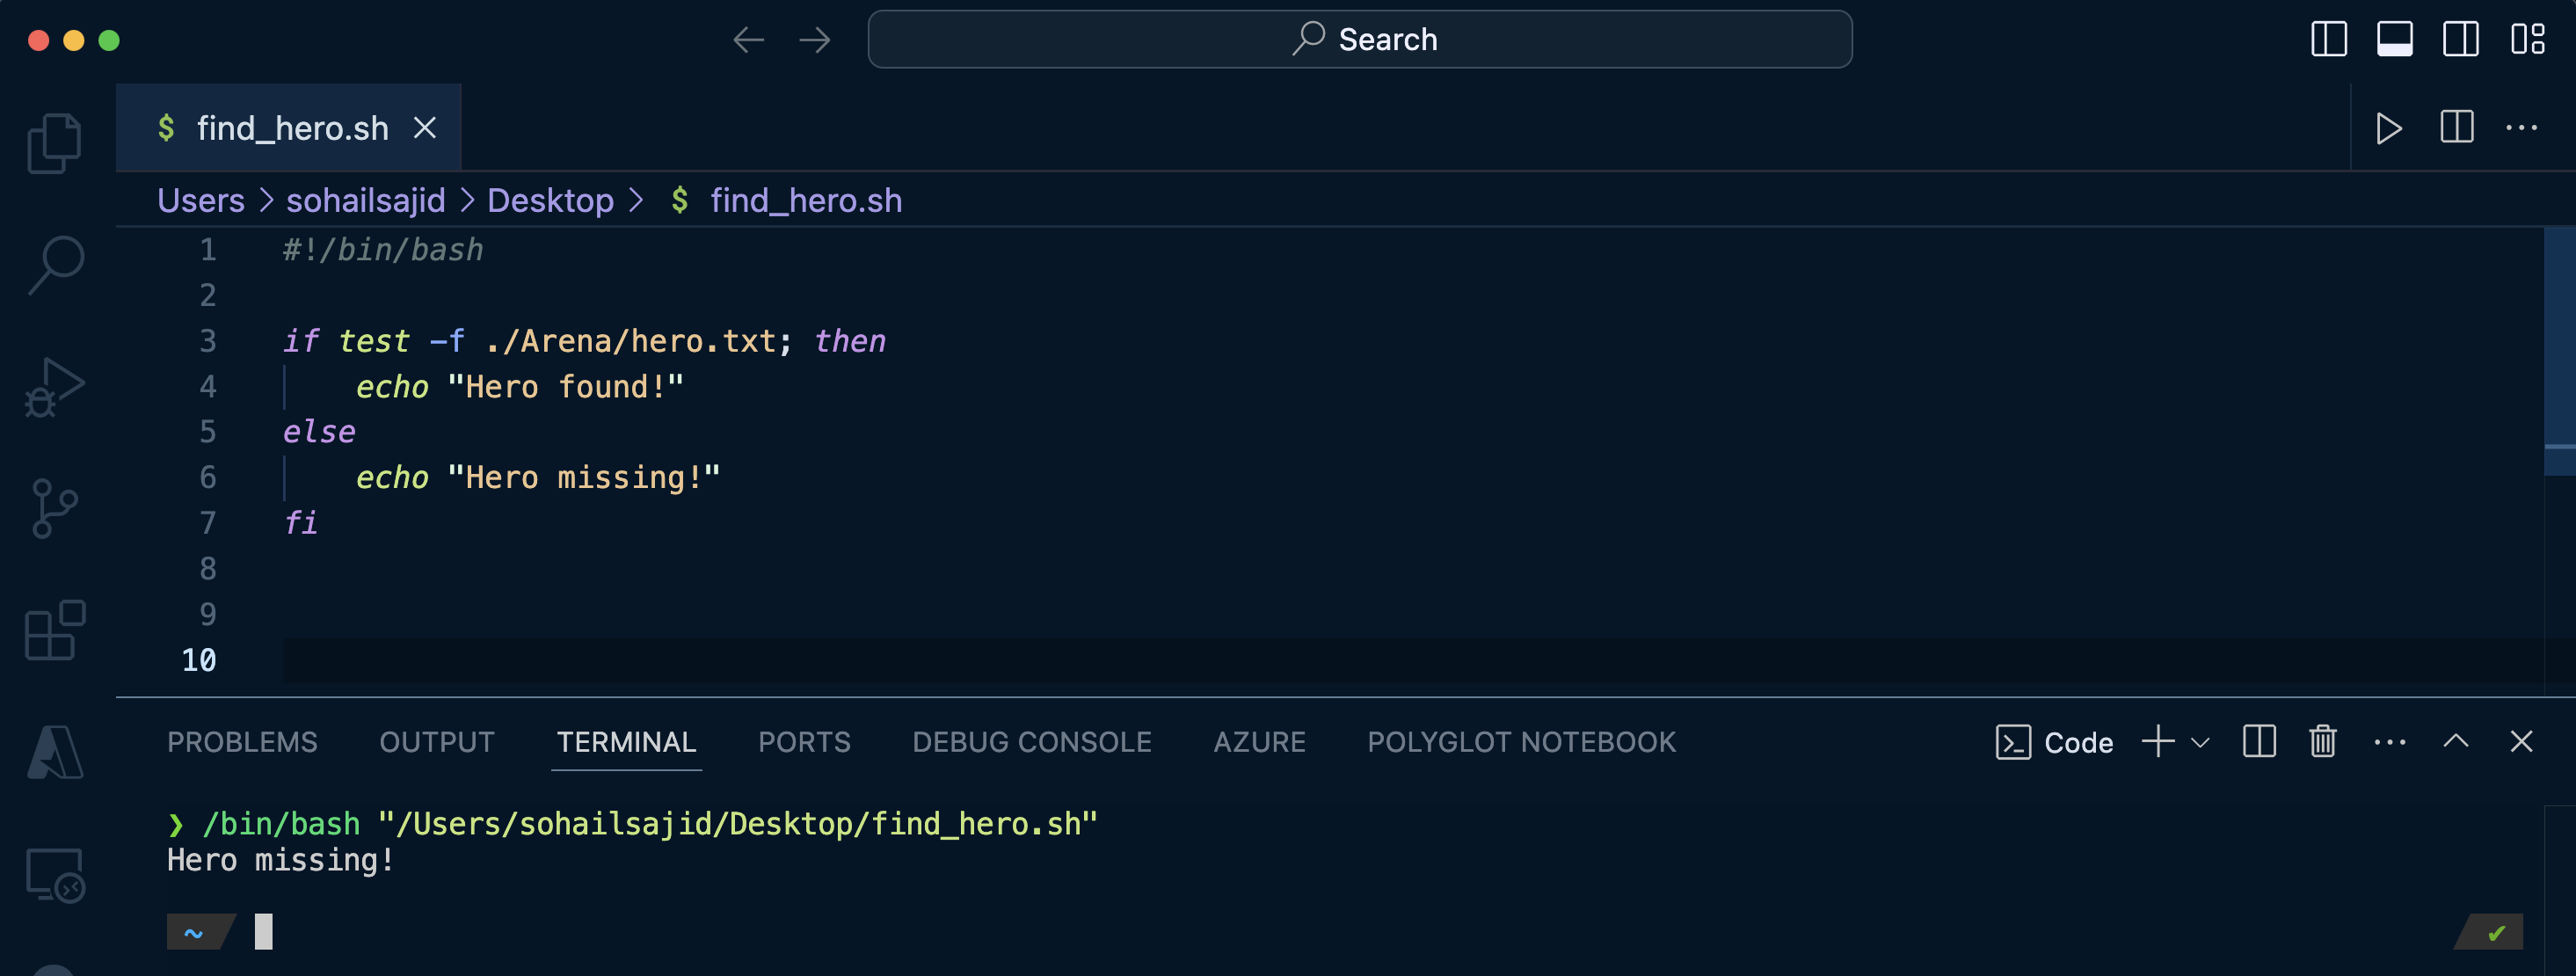 Search
$ find_hero.sh
Users > sohailsajid > Desktop > $ find_hero.sh
1 #!/bin/bash
2
3 if test -f ./Arena/hero.txt; then
4     echo "Hero found!"
5 else
6     echo "Hero missing!"
7 fi
8
9
10
PROBLEMS OUTPUT TERMINAL PORTS DEBUG CONSOLE AZURE POLYGLOT NOTEBOOK Code
❯ /bin/bash "/Users/sohailsajid/Desktop/find_hero.sh"
Hero missing!
~ ✔